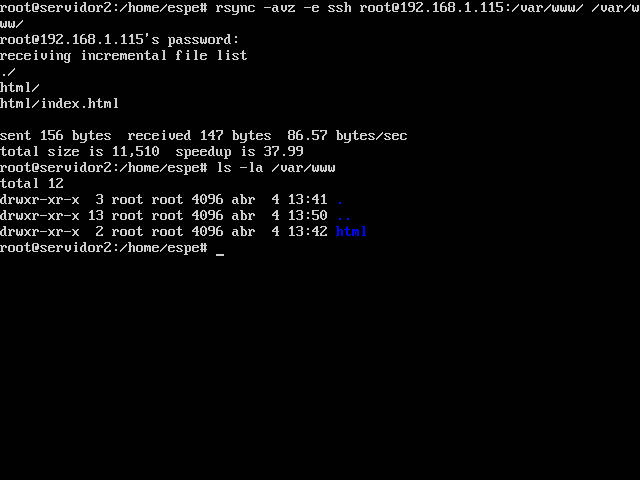 root@servidor2:/home/espe# rsync -avz -e ssh root@192.168.1.115:/var/www/ /var/w
ww/
root@192.168.1.115's password:
receiving incremental file list
./
html/
html/index.html
sent 156 bytes  received 147 bytes  86.57 bytes/sec
total size is 11,510  speedup is 37.99
root@servidor2:/home/espe# ls -la /var/www
total 12
drwxr-xr-x  3 root root 4096 abr  4 13:41 .
drwxr-xr-x 13 root root 4096 abr  4 13:50 ..
drwxr-xr-x  2 root root 4096 abr  4 13:42 html
root@servidor2:/home/espe# _